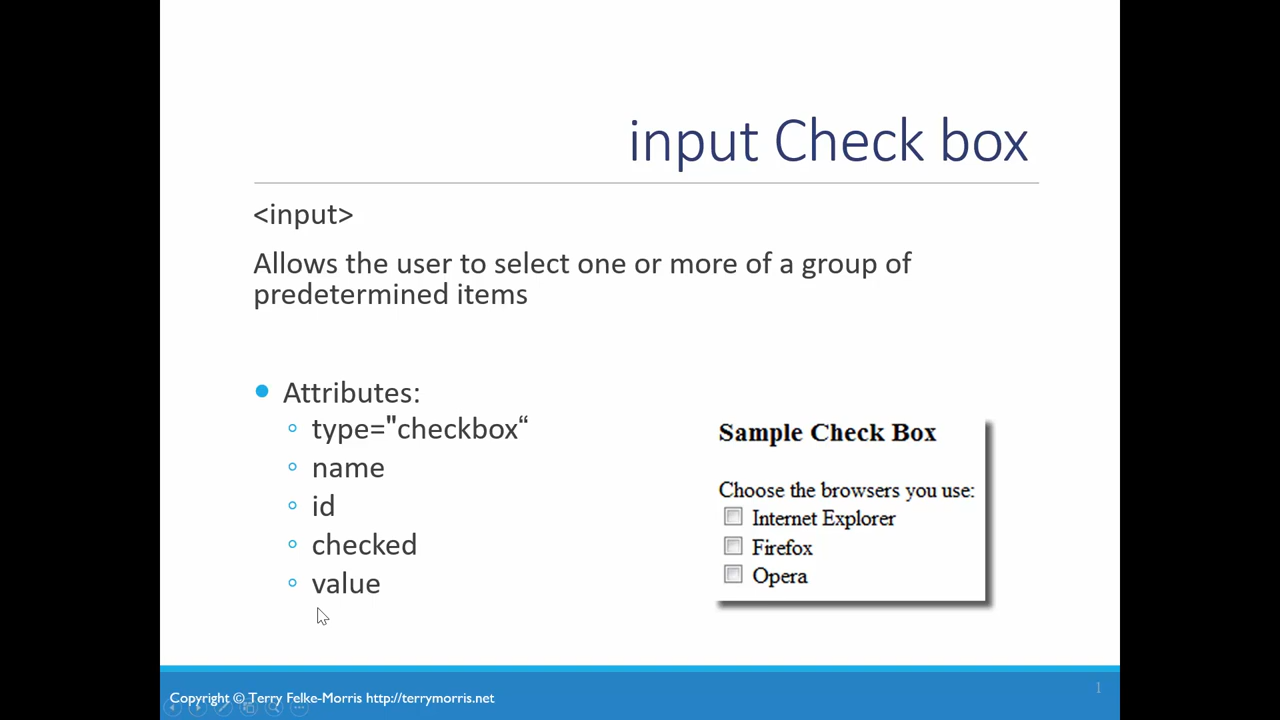 input Check box
<input>
Allows the user to select one or more of a group of
predetermined items
Attributes:
type="checkbox“
name
id
checked
value
Sample Check Box
Choose the browsers you use:
Internet Explorer
Firefox
Opera
Copyright © Terry Felke-Morris http://terrymorris.net
1